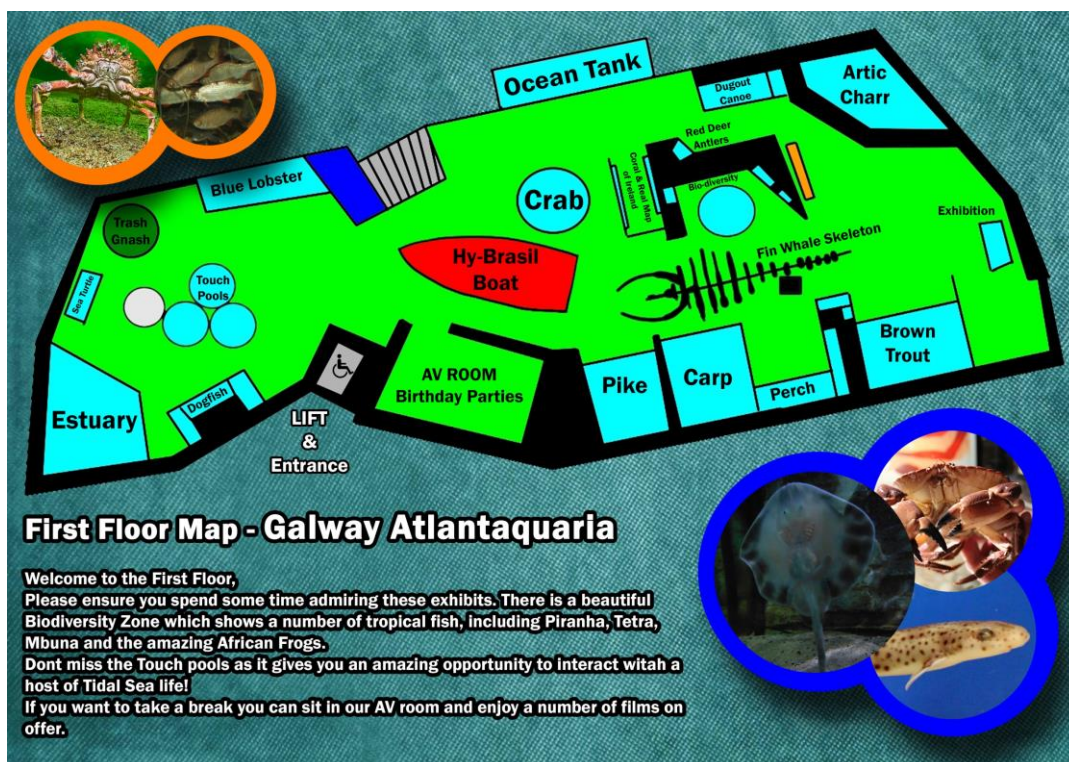 Ocean Tank
Dugout
Canoe
Artic
Charr
Red Deer
Antlers
Blue Lobster
Coral & Real Map
of Ireland
Bio-diversity
Crab
Trash
Gnash
Exhibition
Fin Whale Skeleton
Hy-Brasil
Boat
Sea Turtle
Touch
Pools
Brown
Trout
AV ROOM
Birthday Parties
Pike
Carp
Perch
Dogfish
Estuary
LIFT
&
Entrance
First Floor Map - Galway Atlantaquaria
Welcome to the First Floor,
Please ensure you spend some time admiring these exhibits. There is a beautiful
Biodiversity Zone which shows a number of tropical fish, including Piranha, Tetra,
Mbuna and the amazing African Frogs.
Dont miss the Touch pools as it gives you an amazing opportunity to interact witah a
host of Tidal Sea life!
If you want to take a break you can sit in our AV room and enjoy a number of films on
offer.